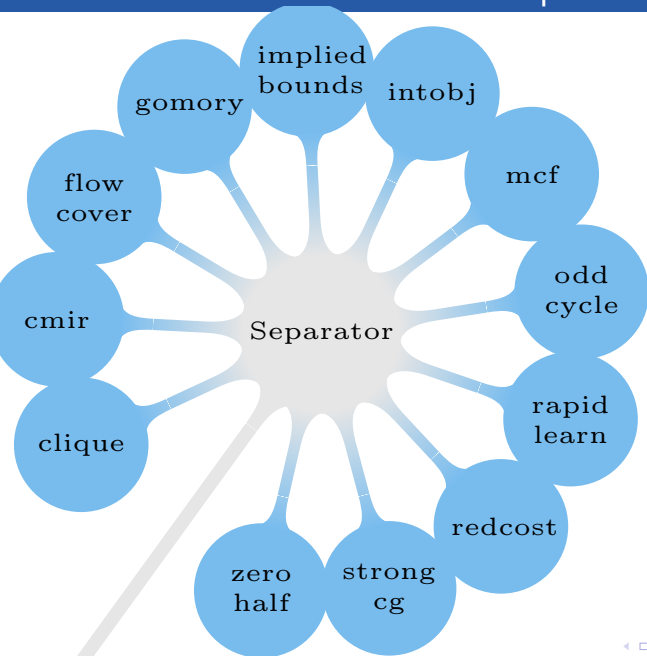 implied
bounds
gomory
intobj
flow
cover
mcf
odd
cycle
cmir
Separator
rapid
learn
clique
redcost
zero
half
strong
cg